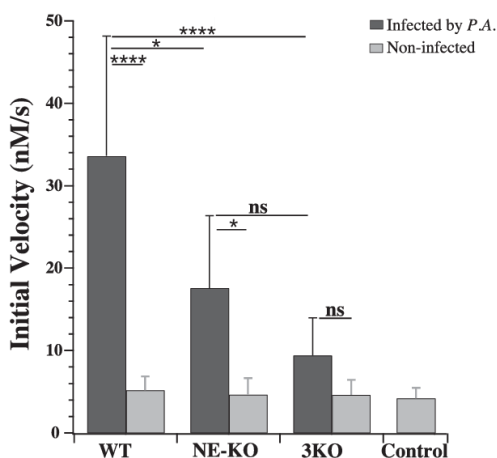 Infected by P.A.
Non-infected
Initial Velocity (nM/s)
50
40
30
20
10
0
****
*
****
ns
*
ns
WT
NE-KO
3KO
Control